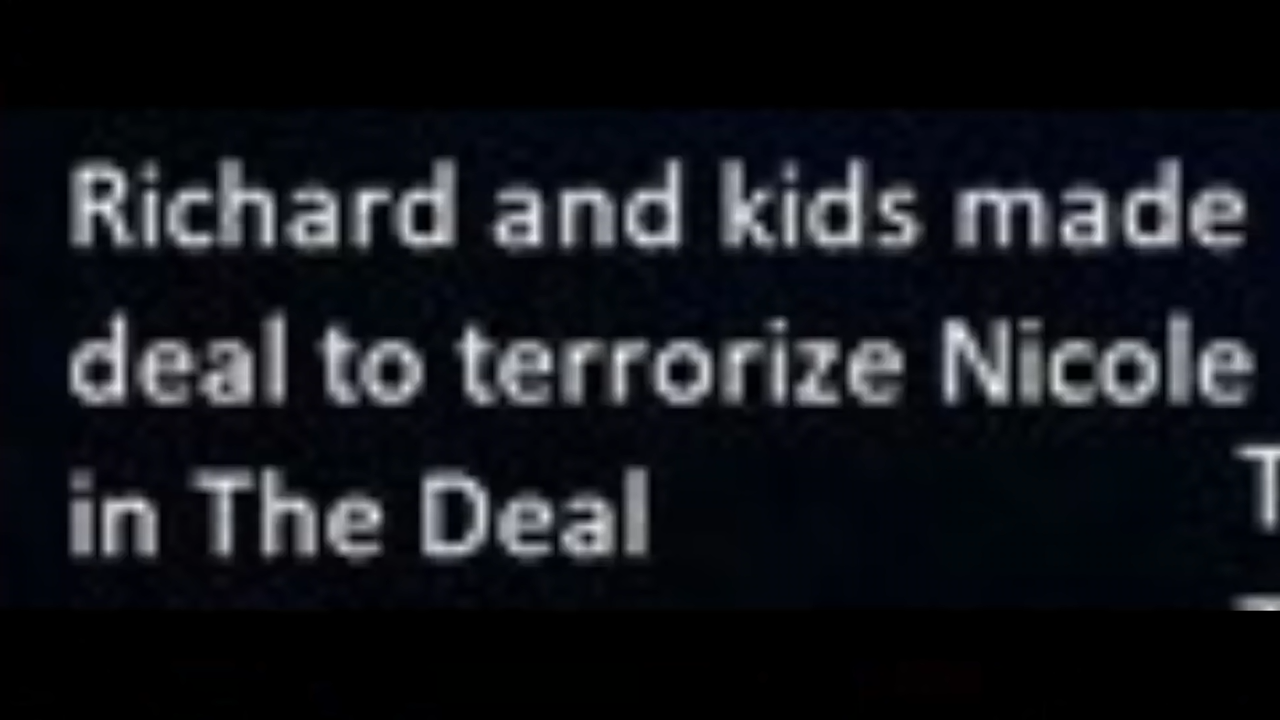 Richard and kids made
deal to terrorize Nicole
in The Deal
T